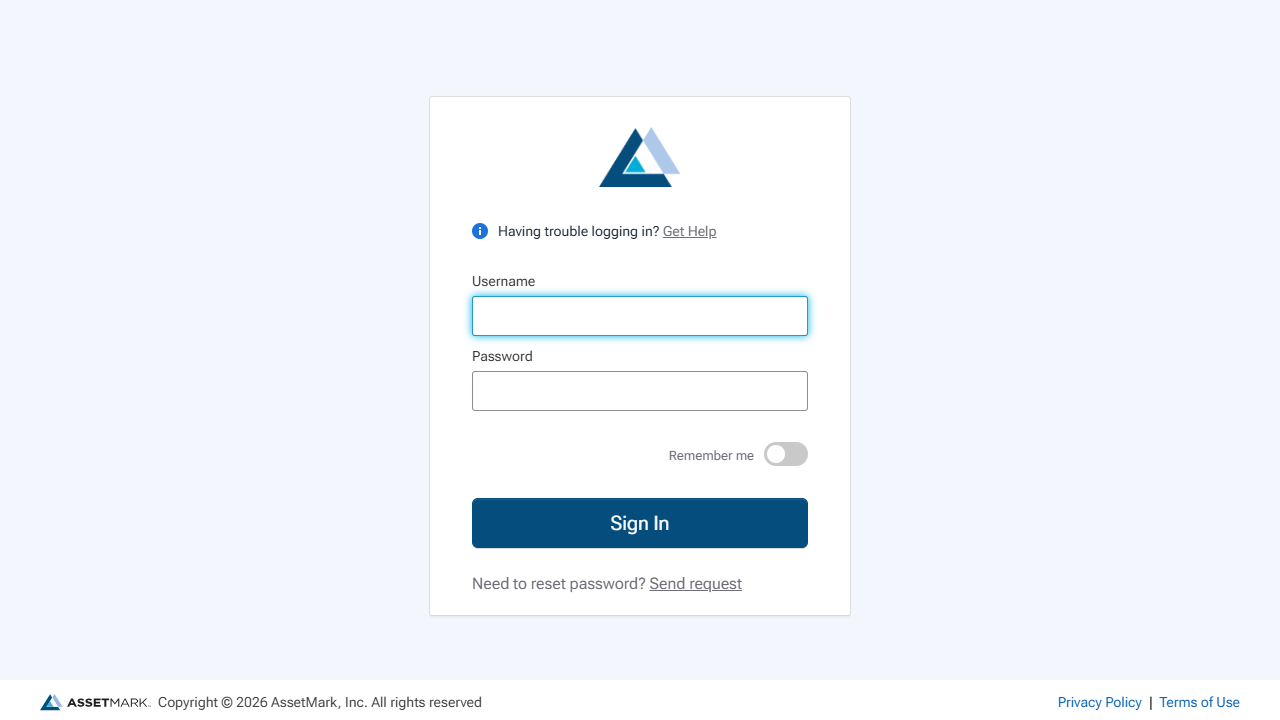 Having trouble logging in? Get Help
Username
Password
Remember me
Sign In
Need to reset password? Send request
ASSETMARK Copyright © 2026 AssetMark, Inc. All rights reserved
Privacy Policy | Terms of Use